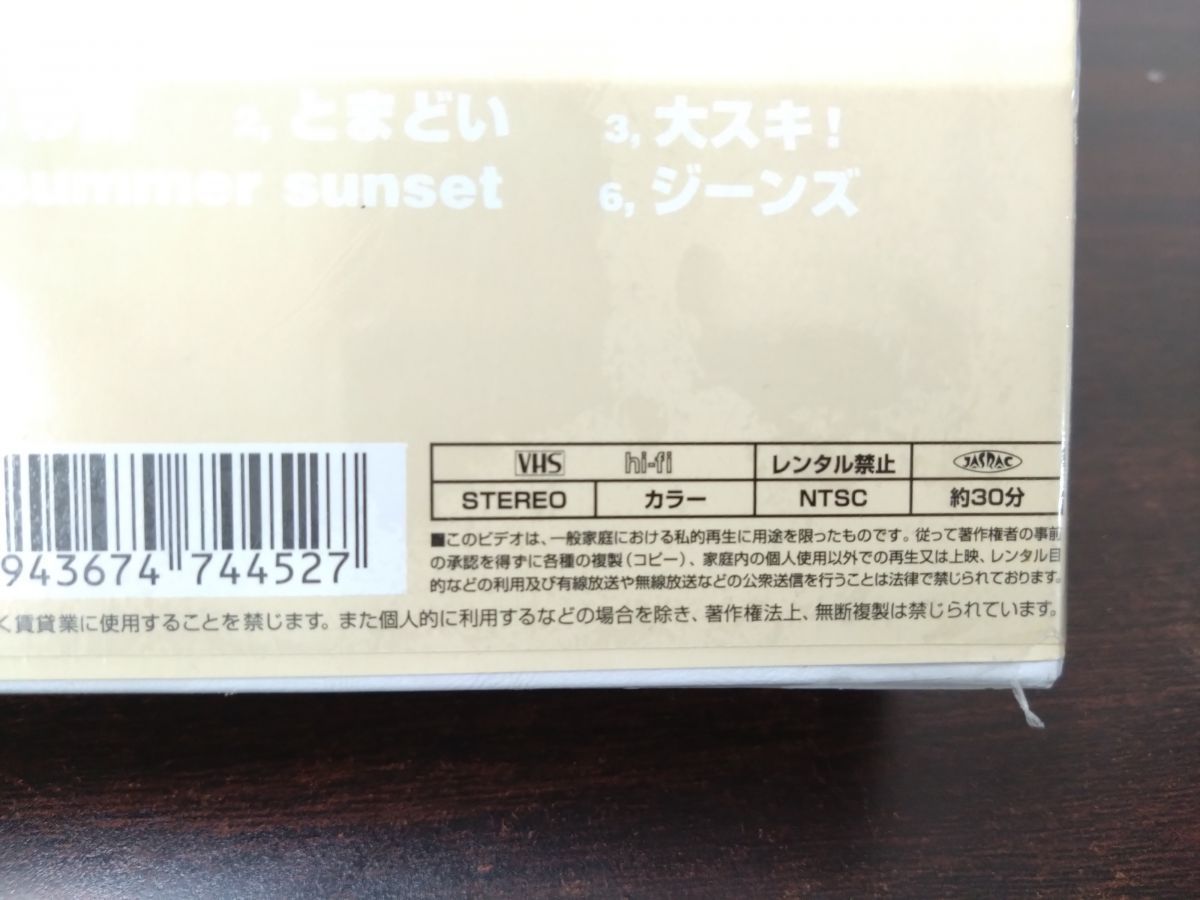 2, とまどい
3, 大スキ！
summer sunset
6, ジーンズ
VHS hi-fi
レンタル禁止
JASRAC
STEREO
カラー
NTSC
約30分
943674 744527
■このビデオは、一般家庭における私的再生に用途を限ったものです。従って著作権者の事前
の承認を得ずに各種の複製（コピー）、家庭内の個人使用以外での再生又は上映、レンタル目
的などの利用及び有線放送や無線放送などの公衆送信を行うことは法律で禁じられております。
く賃貸業に使用することを禁じます。また個人的に利用するなどの場合を除き、著作権法上、無断複製は禁じられています。